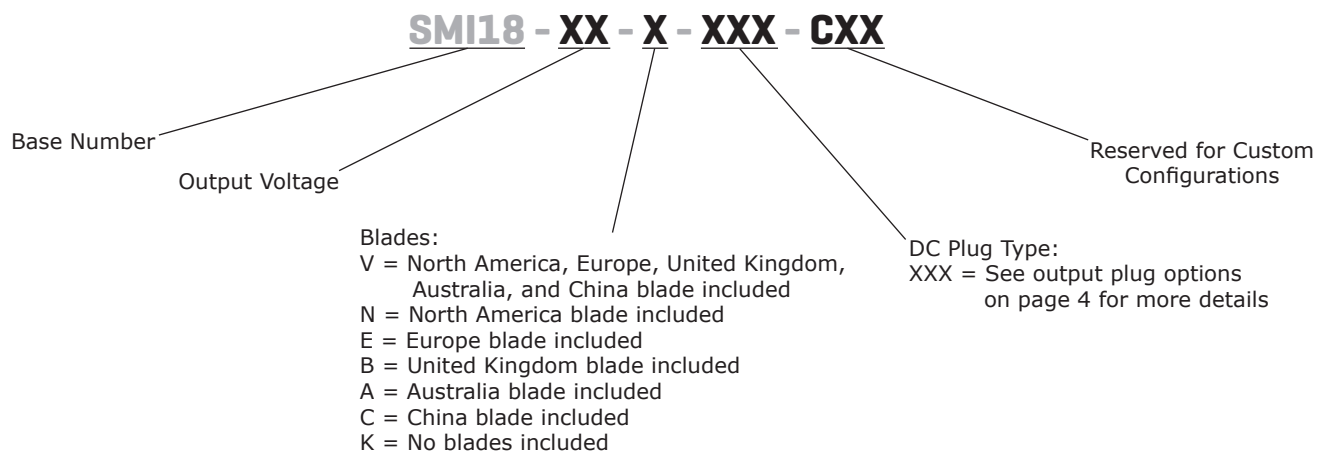 SMI18 - XX - X - XXX - CXX
Base Number
Output Voltage
Blades:
V = North America, Europe, United Kingdom,
Australia, and China blade included
N = North America blade included
E = Europe blade included
B = United Kingdom blade included
A = Australia blade included
C = China blade included
K = No blades included
DC Plug Type:
XXX = See output plug options
on page 4 for more details
Reserved for Custom
Configurations